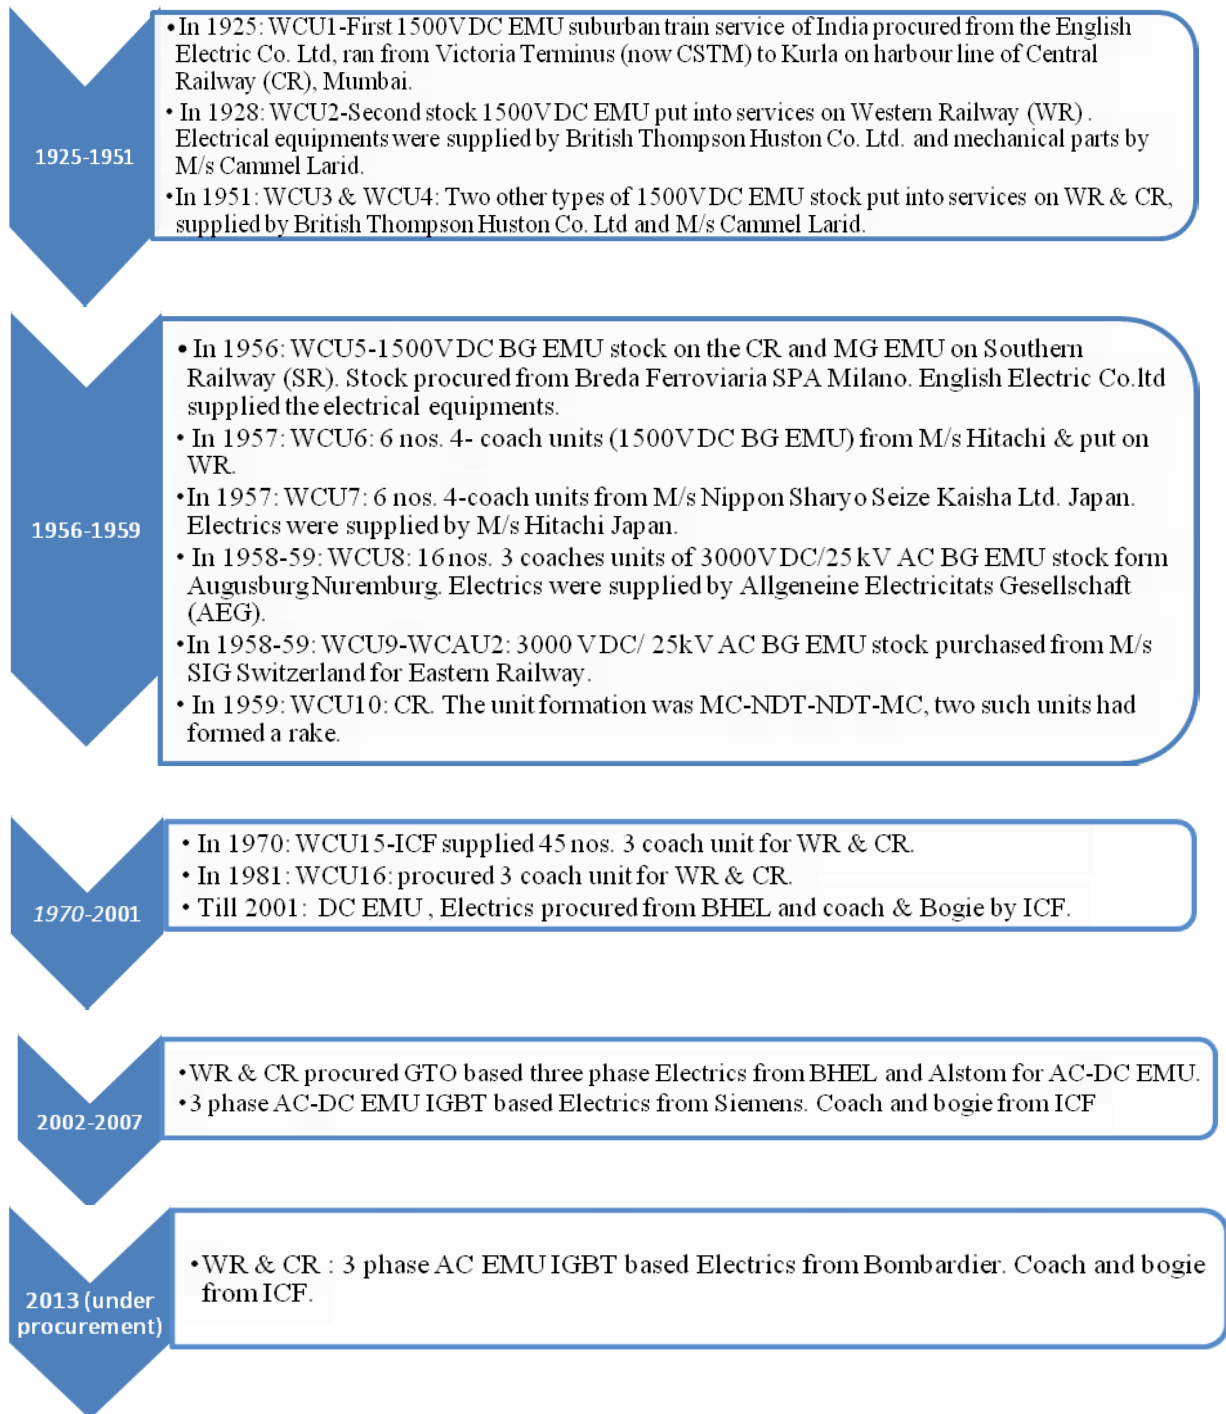 1925-1951
• In 1925: WCU1-First 1500V DC EMU suburban train service of India procured from the English
Electric Co. Ltd, ran from Victoria Terminus (now CSTM) to Kurla on harbour line of Central
Railway (CR), Mumbai.
• In 1928: WCU2-Second stock 1500V DC EMU put into services on Western Railway (WR) .
Electrical equipments were supplied by British Thompson Huston Co. Ltd. and mechanical parts by
M/s Cammel Larid.
• In 1951: WCU3 & WCU4: Two other types of 1500V DC EMU stock put into services on WR & CR,
supplied by British Thompson Huston Co. Ltd and M/s Cammel Larid.
1956-1959
• In 1956: WCU5-1500V DC BG EMU stock on the CR and MG EMU on Southern
Railway (SR). Stock procured from Breda Ferroviaria SPA Milano. English Electric Co.ltd
supplied the electrical equipments.
• In 1957: WCU6: 6 nos. 4- coach units (1500V DC BG EMU) from M/s Hitachi & put on
WR.
• In 1957: WCU7: 6 nos. 4-coach units from M/s Nippon Sharyo Seize Kaisha Ltd. Japan.
Electrics were supplied by M/s Hitachi Japan.
• In 1958-59: WCU8: 16 nos. 3 coaches units of 3000V DC/25 kV AC BG EMU stock form
Augusburg Nuremburg. Electrics were supplied by Allgeneine Electricitats Gesellschaft
(AEG).
• In 1958-59: WCU9-WCAU2: 3000 V DC/ 25kV AC BG EMU stock purchased from M/s
SIG Switzerland for Eastern Railway.
• In 1959: WCU10: CR. The unit formation was MC-NDT-NDT-MC, two such units had
formed a rake.
1970-2001
• In 1970: WCU15-ICF supplied 45 nos. 3 coach unit for WR & CR.
• In 1981: WCU16: procured 3 coach unit for WR & CR.
• Till 2001: DC EMU , Electrics procured from BHEL and coach & Bogie by ICF.
2002-2007
• WR & CR procured GTO based three phase Electrics from BHEL and Alstom for AC-DC EMU.
• 3 phase AC-DC EMU IGBT based Electrics from Siemens. Coach and bogie from ICF
2013 (under
procurement)
• WR & CR : 3 phase AC EMU IGBT based Electrics from Bombardier. Coach and bogie
from ICF.